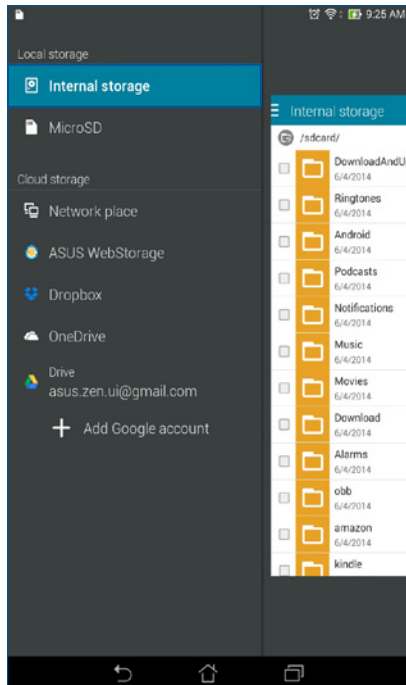 9:25 AM
Local storage
Internal storage
MicroSD
Cloud storage
Network place
ASUS WebStorage
Dropbox
OneDrive
Drive
asus.zen.ui@gmail.com
Add Google account
Internal storage
/sdcard/
DownloadAndU
6/4/2014
Ringtones
6/4/2014
Android
6/4/2014
Podcasts
6/4/2014
Notifications
6/4/2014
Music
6/4/2014
Movies
6/4/2014
Download
6/4/2014
Alarms
6/4/2014
obb
6/4/2014
amazon
6/4/2014
kindle